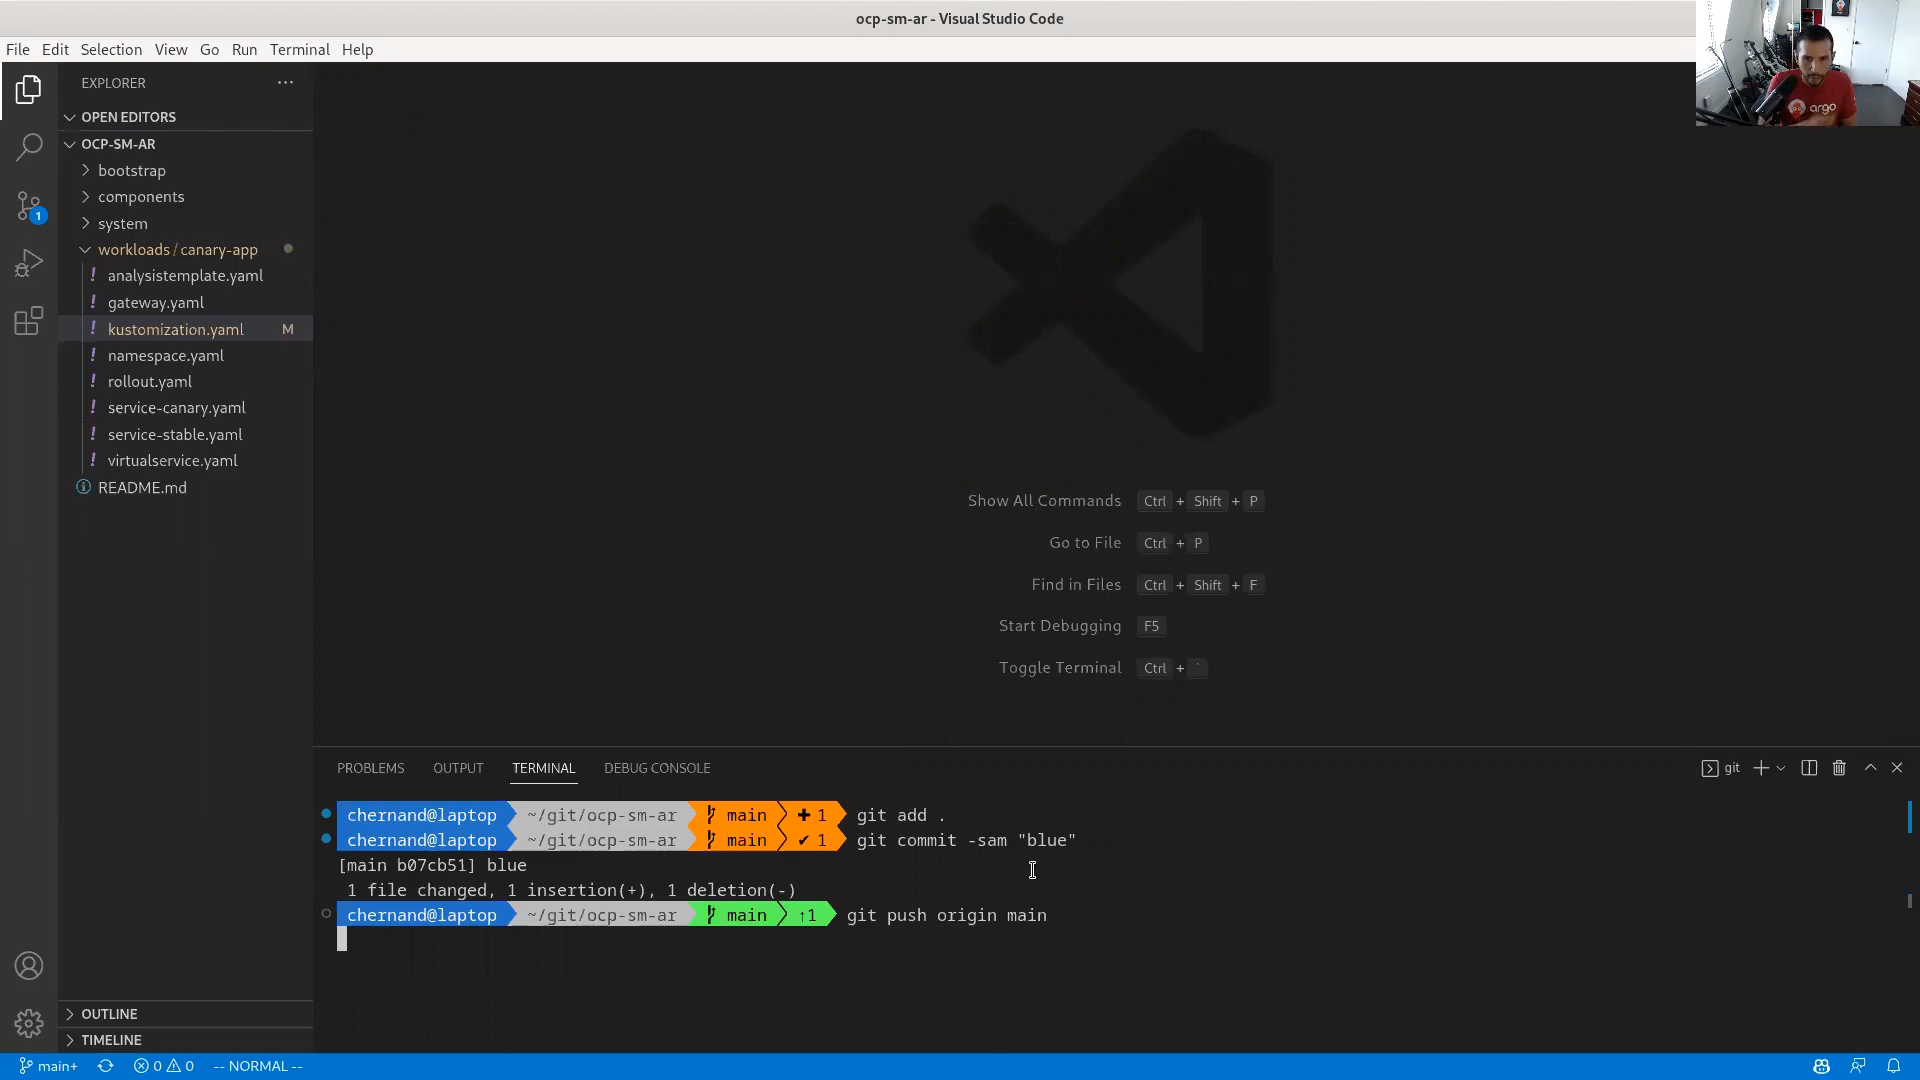 ocp-sm-ar - Visual Studio Code
File Edit Selection View Go Run Terminal Help
argo
EXPLORER ···
OPEN EDITORS
OCP-SM-AR
bootstrap
components
1
system
workloads / canary-app
! analysistemplate.yaml
! gateway.yaml
! kustomization.yaml M
! namespace.yaml
! rollout.yaml
! service-canary.yaml
! service-stable.yaml
! virtualservice.yaml
README.md
Show All Commands Ctrl + Shift + P
Go to File Ctrl + P
Find in Files Ctrl + Shift + F
Start Debugging F5
Toggle Terminal Ctrl + `
PROBLEMS OUTPUT TERMINAL DEBUG CONSOLE git
chernand@laptop ~/git/ocp-sm-ar main ✚ 1 git add .
chernand@laptop ~/git/ocp-sm-ar main ✔ 1 git commit -sam "blue"
[main b07cb51] blue
1 file changed, 1 insertion(+), 1 deletion(-)
chernand@laptop ~/git/ocp-sm-ar main ↑1 git push origin main
OUTLINE
TIMELINE
main+ 0 0 -- NORMAL --